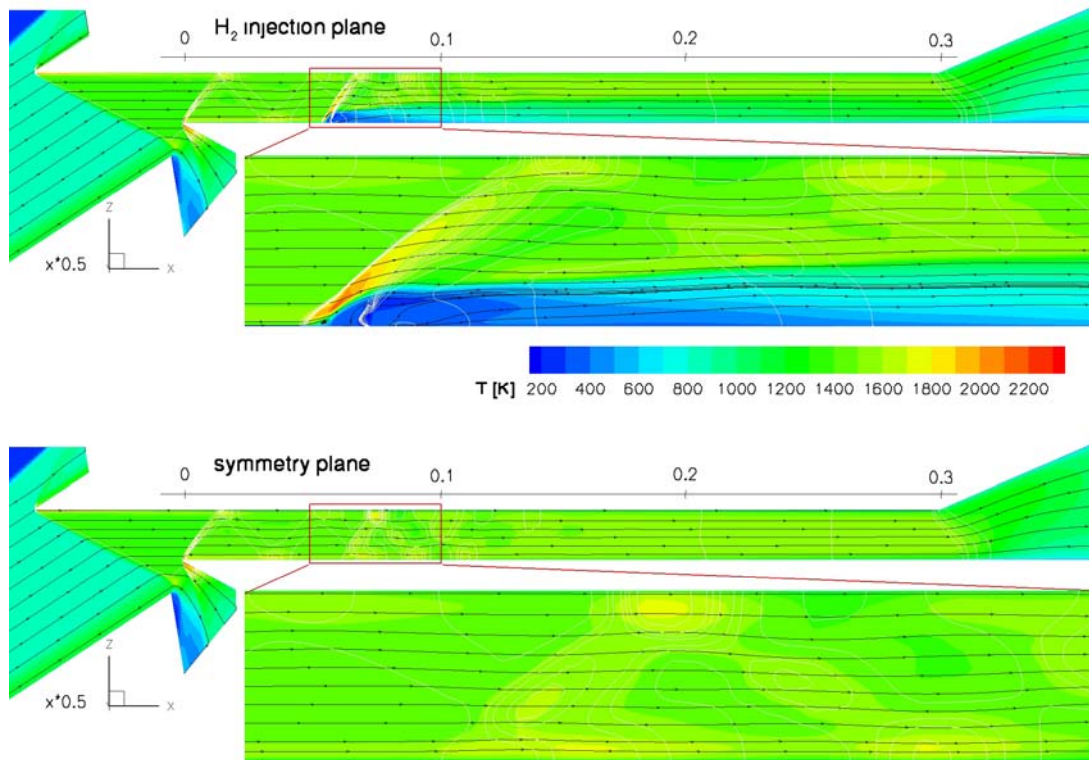 H₂ injection plane
0 0.1 0.2 0.3
z
x*0.5 x
T [K] 200 400 600 800 1000 1200 1400 1600 1800 2000 2200
symmetry plane
0 0.1 0.2 0.3
z
x*0.5 x